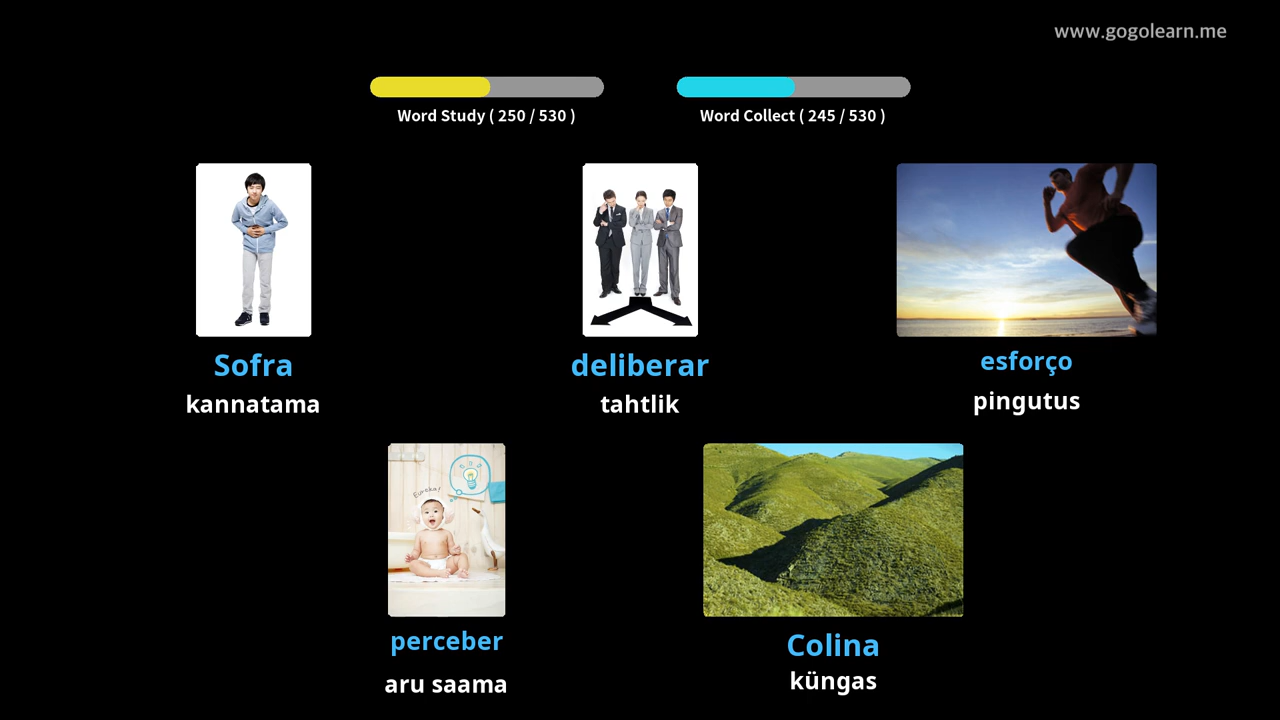 www.gogolearn.me
Word Study ( 250 / 530 )
Word Collect ( 245 / 530 )
Sofra
kannatama
deliberar
tahtlik
esforço
pingutus
Eureka!
perceber
aru saama
Colina
küngas